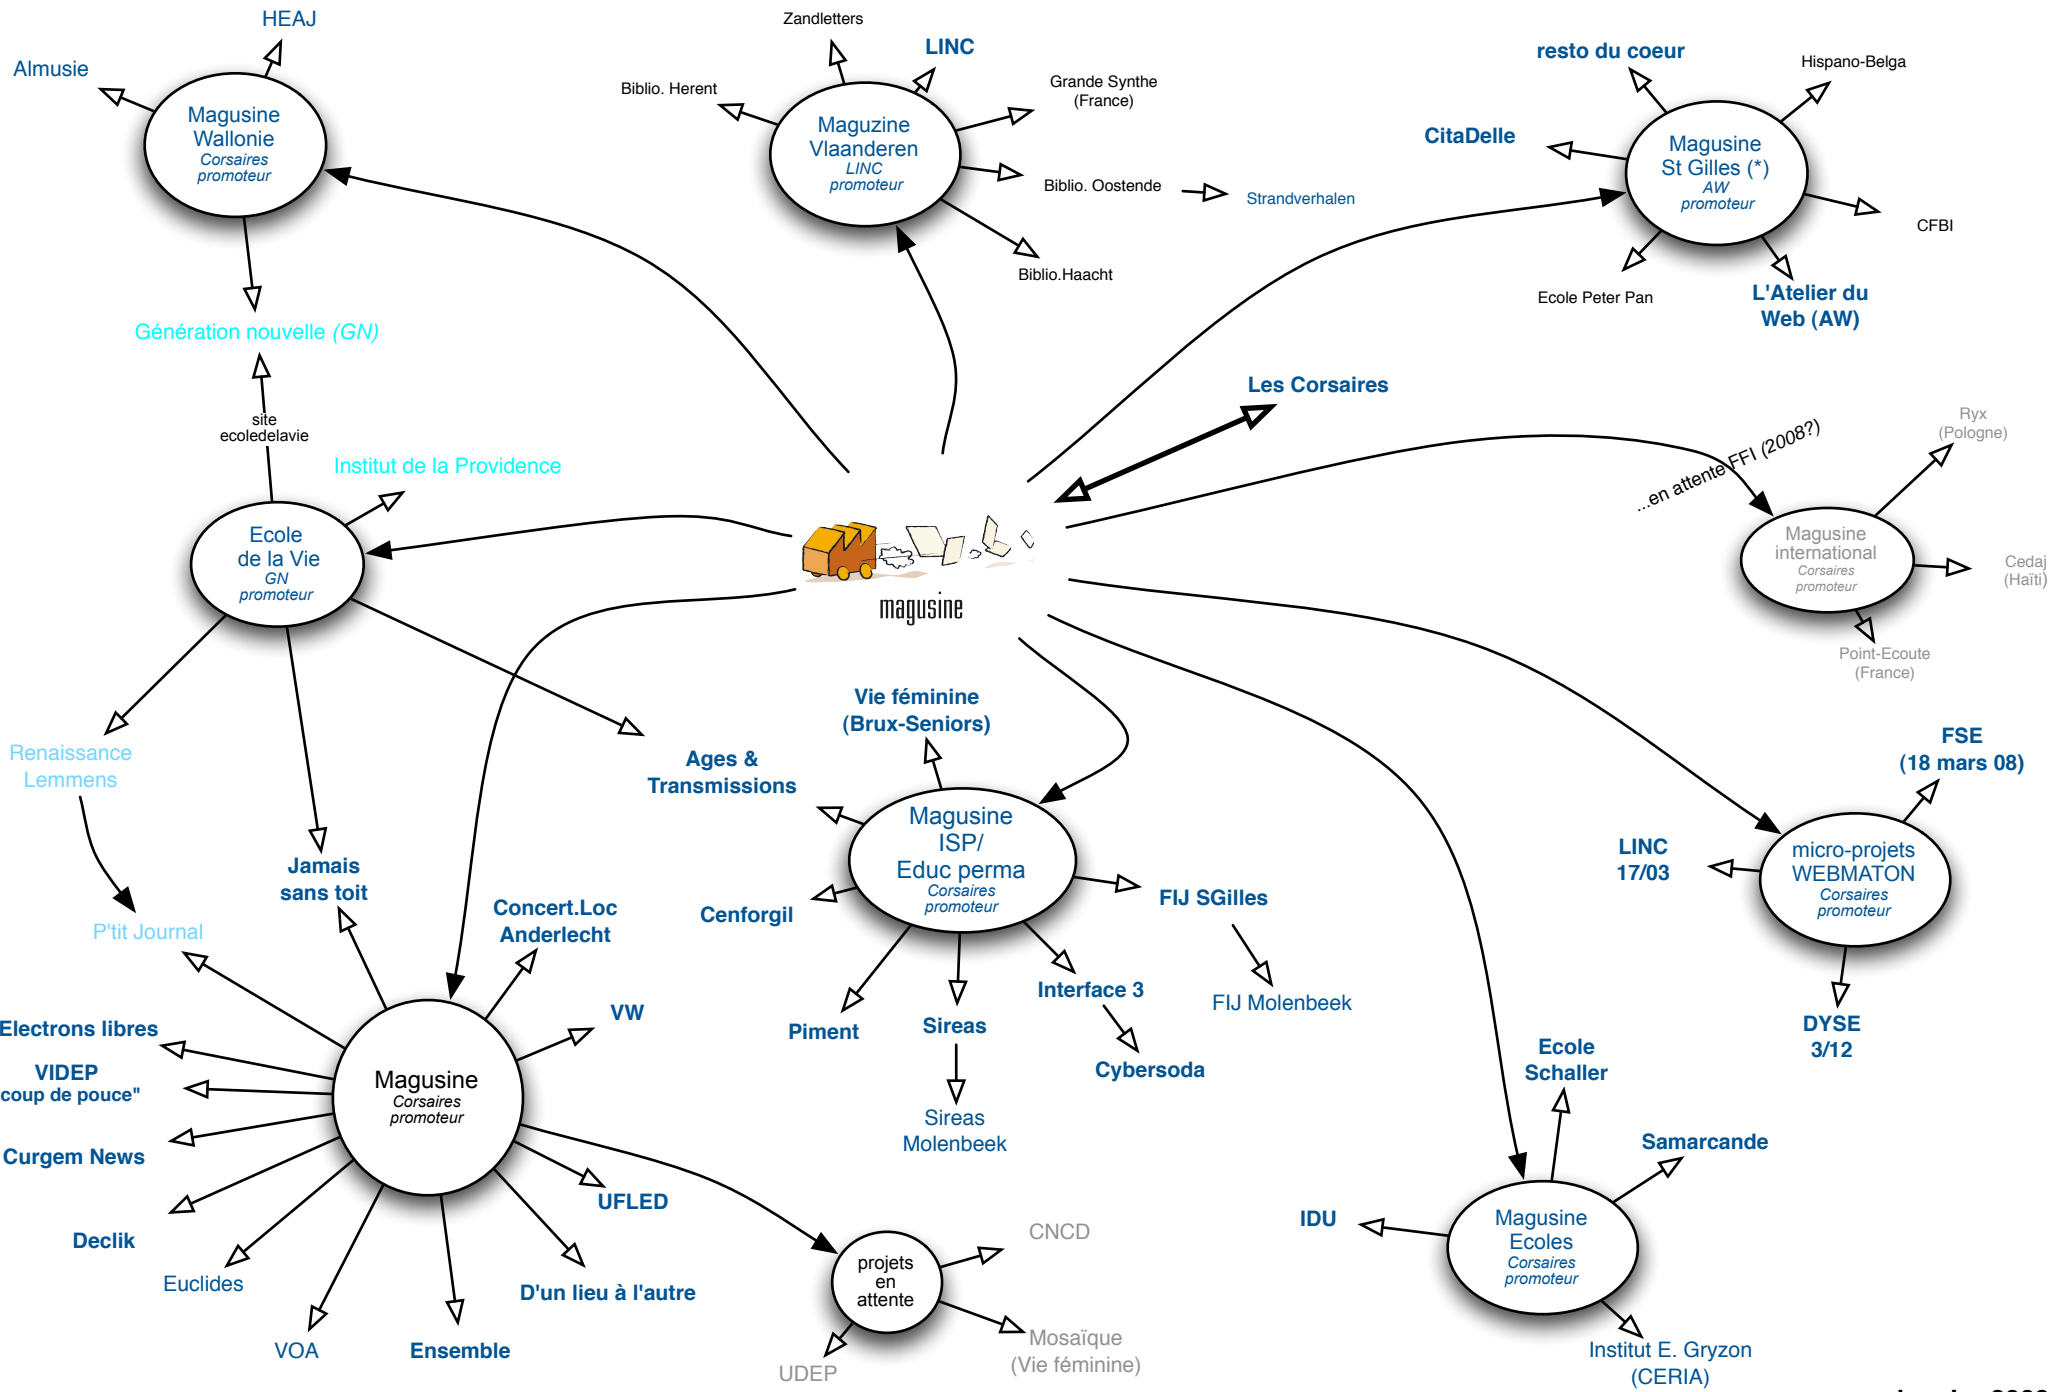 HEAJ
Almusie
Magusine
Wallonie
Corsaires
promoteur
Zandletters
LINC
Biblio. Herent
Grande Synthe
(France)
Maguzine
Vlaanderen
LINC
promoteur
Biblio. Oostende
Strandverhalen
Biblio.Haacht
resto du coeur
Hispano-Belga
CitaDelle
Magusine
St Gilles (*)
AW
promoteur
CFBI
Ecole Peter Pan
L'Atelier du
Web (AW)
Génération nouvelle (GN)
site
ecoledelavie
Institut de la Providence
Ecole
de la Vie
GN
promoteur
Les Corsaires
...en attente FFI (2008?)
Ryx
(Pologne)
Magusine
international
Corsaires
promoteur
Cedaj
(Haïti)
Point-Ecoute
(France)
magusine
Renaissance
Lemmens
Vie féminine
(Brux-Seniors)
Ages &
Transmissions
Magusine
ISP/
Educ perma
Corsaires
promoteur
FSE
(18 mars 08)
LINC
17/03
micro-projets
WEBMATON
Corsaires
promoteur
DYSE
3/12
Jamais
sans toit
P'tit Journal
Concert.Loc
Anderlecht
Cenforgil
FIJ SGilles
FIJ Molenbeek
Interface 3
Cybersoda
Piment
Sireas
Sireas
Molenbeek
VW
Electrons libres
VIDEP
coup de pouce"
Curgem News
Declik
Euclides
VOA
Ensemble
D'un lieu à l'autre
UFLED
Magusine
Corsaires
promoteur
projets
en
attente
CNCD
Mosaïque
(Vie féminine)
UDEP
Ecole
Schaller
Samarcande
IDU
Magusine
Ecoles
Corsaires
promoteur
Institut E. Gryzon
(CERIA)